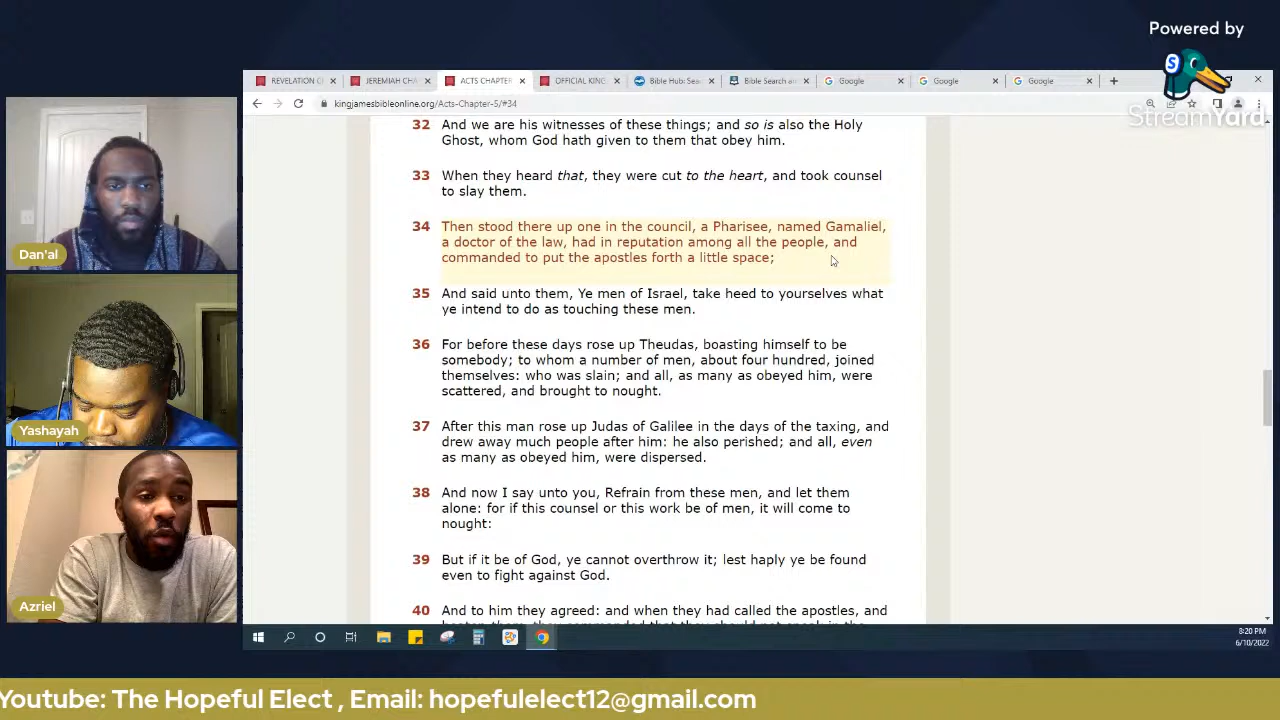 Powered by
StreamYard
REVELATION C
JEREMIAH CHA
ACTS CHAPTER
OFFICIAL KING
Bible Hub: Sea
Bible Search an
Google
Google
Google
kingjamesbibleonline.org/Acts-Chapter-5/#34
32 And we are his witnesses of these things; and so is also the Holy
Ghost, whom God hath given to them that obey him.
33 When they heard that, they were cut to the heart, and took counsel
to slay them.
34 Then stood there up one in the council, a Pharisee, named Gamaliel,
a doctor of the law, had in reputation among all the people, and
commanded to put the apostles forth a little space;
35 And said unto them, Ye men of Israel, take heed to yourselves what
ye intend to do as touching these men.
36 For before these days rose up Theudas, boasting himself to be
somebody; to whom a number of men, about four hundred, joined
themselves: who was slain; and all, as many as obeyed him, were
scattered, and brought to nought.
37 After this man rose up Judas of Galilee in the days of the taxing, and
drew away much people after him: he also perished; and all, even
as many as obeyed him, were dispersed.
38 And now I say unto you, Refrain from these men, and let them
alone: for if this counsel or this work be of men, it will come to
nought:
39 But if it be of God, ye cannot overthrow it; lest haply ye be found
even to fight against God.
40 And to him they agreed: and when they had called the apostles, and
Dan'al
Yashayah
Azriel
8:20 PM
6/10/2022
Youtube: The Hopeful Elect , Email: hopefulelect12@gmail.com